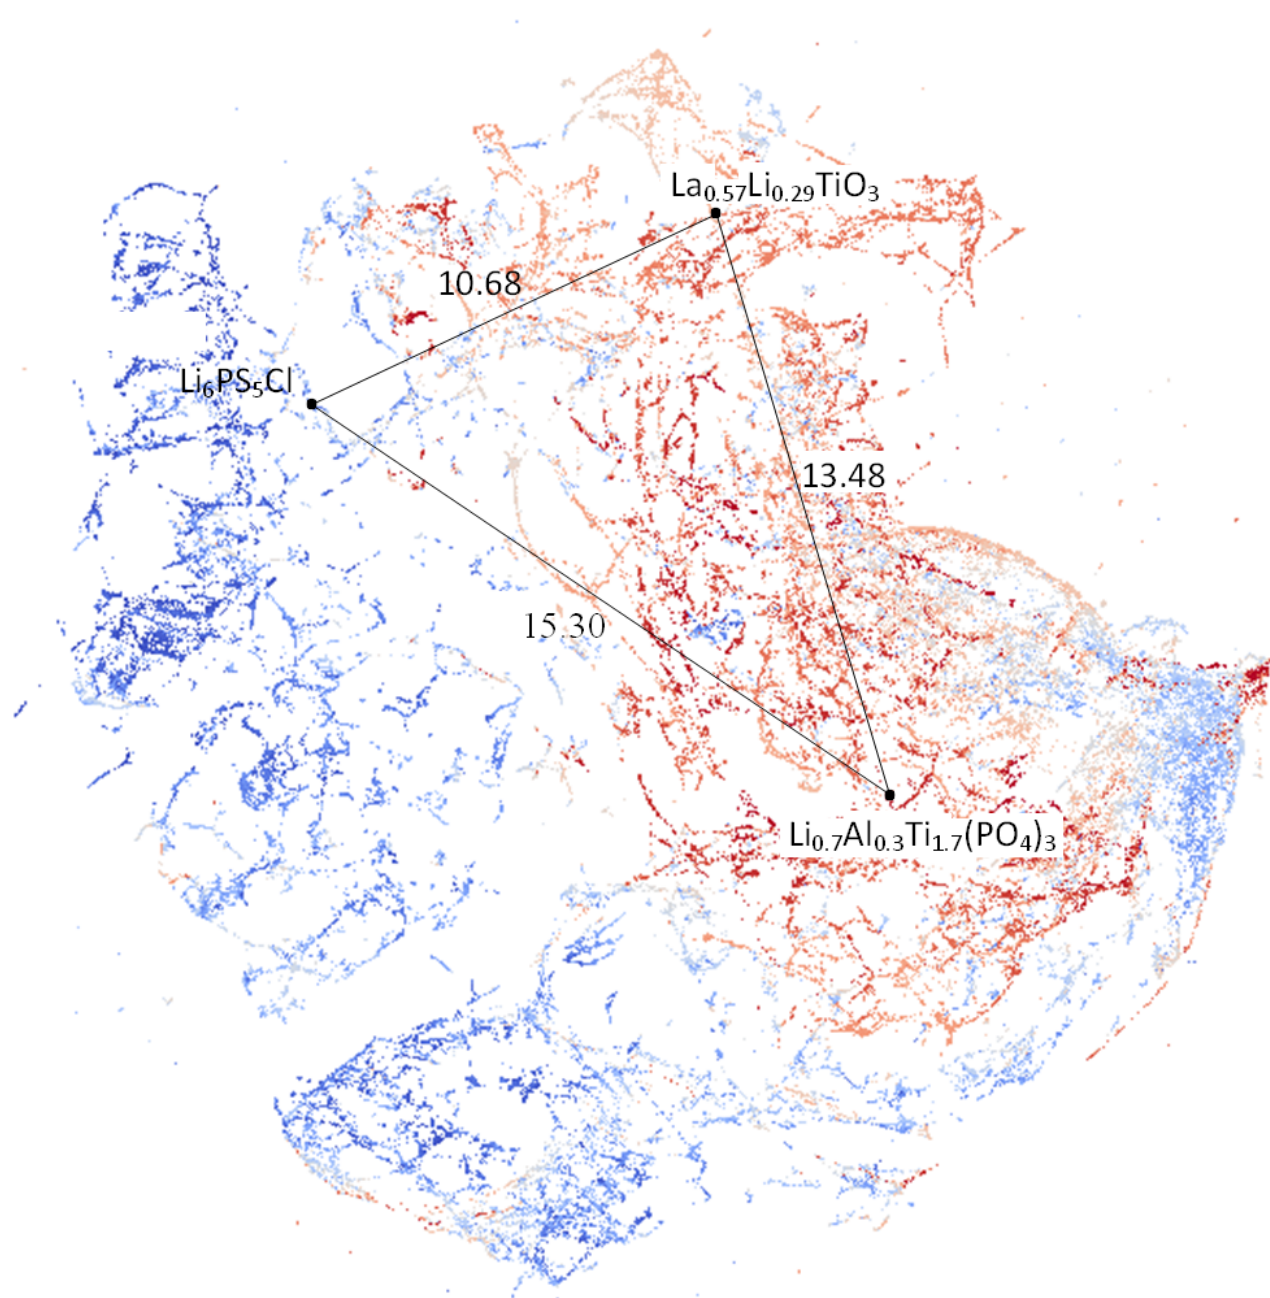 La₀.₅₇Li₀.₂₉TiO₃
10.68
Li₆PS₅Cl
13.48
15.30
Li₀.₇Al₀.₃Ti₁.₇(PO₄)₃